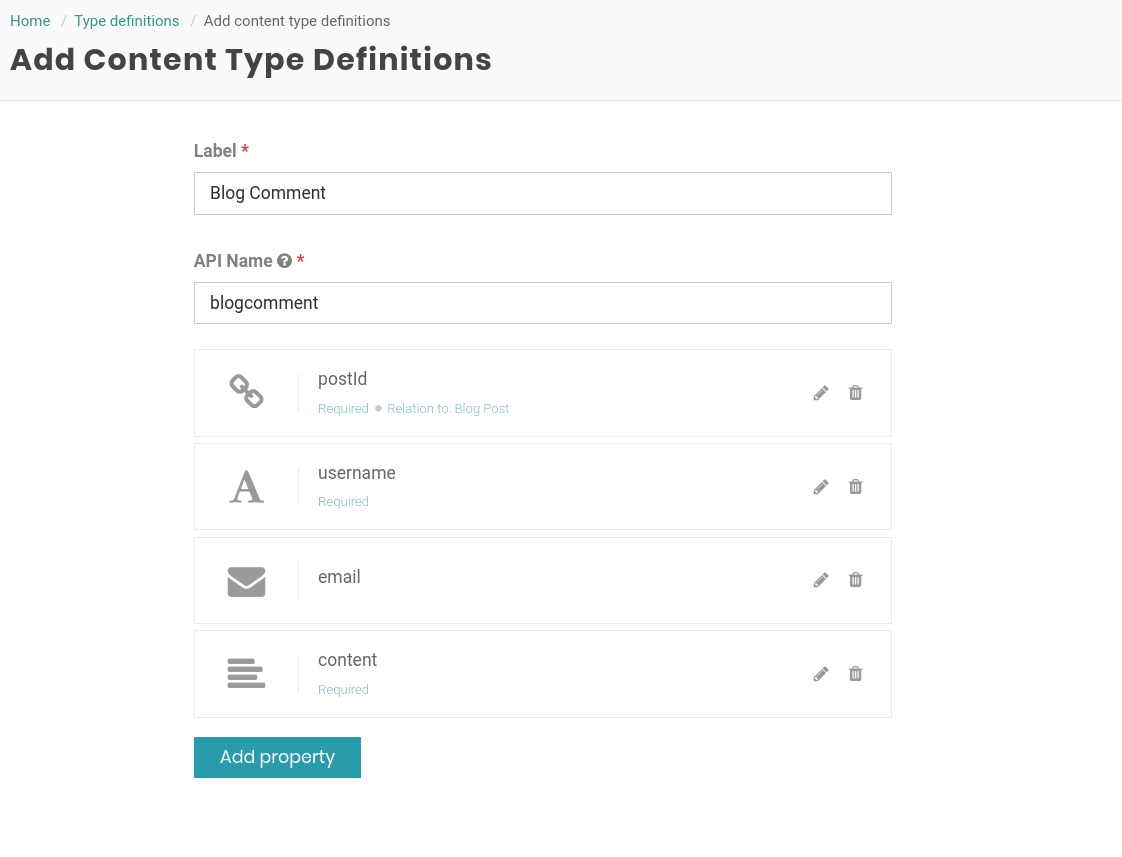 Home / Type definitions / Add content type definitions
Add Content Type Definitions
Label *
Blog Comment
API Name ? *
blogcomment
postId
Required • Relation to: Blog Post
username
Required
email
content
Required
Add property